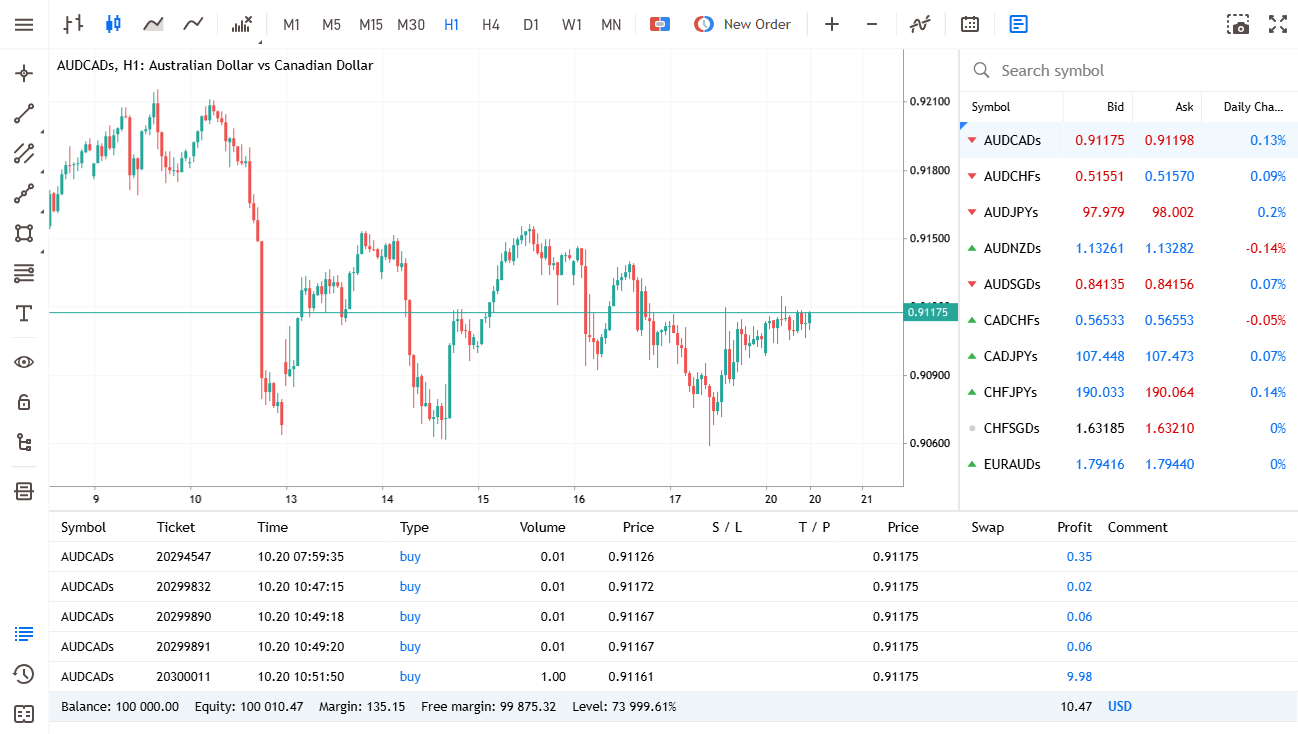 M1 M5 M15 M30 H1 H4 D1 W1 MN New Order
AUDCADs, H1: Australian Dollar vs Canadian Dollar
0.92100
0.91800
0.91500
0.91175
0.90900
0.90600
9 10 13 14 15 16 17 20 20 21
Search symbol
Symbol Bid Ask Daily Cha...
AUDCADs 0.91175 0.91198 0.13%
AUDCHFs 0.51551 0.51570 0.09%
AUDJPYs 97.979 98.002 0.2%
AUDNZDs 1.13261 1.13282 -0.14%
AUDSGDs 0.84135 0.84156 0.07%
CADCHFs 0.56533 0.56553 -0.05%
CADJPYs 107.448 107.473 0.07%
CHFJPYs 190.033 190.064 0.14%
CHFSGDs 1.63185 1.63210 0%
EURAUDs 1.79416 1.79440 0%
Symbol Ticket Time Type Volume Price S / L T / P Price Swap Profit Comment
AUDCADs 20294547 10.20 07:59:35 buy 0.01 0.91126 0.91175 0.35
AUDCADs 20299832 10.20 10:47:15 buy 0.01 0.91172 0.91175 0.02
AUDCADs 20299890 10.20 10:49:18 buy 0.01 0.91167 0.91175 0.06
AUDCADs 20299891 10.20 10:49:20 buy 0.01 0.91167 0.91175 0.06
AUDCADs 20300011 10.20 10:51:50 buy 1.00 0.91161 0.91175 9.98
Balance: 100 000.00 Equity: 100 010.47 Margin: 135.15 Free margin: 99 875.32 Level: 73 999.61% 10.47 USD